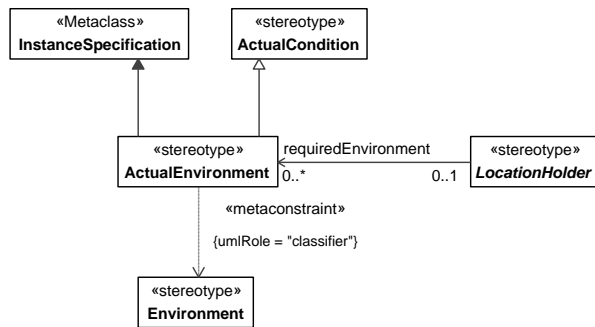 «Metaclass»
InstanceSpecification
«stereotype»
ActualCondition
«stereotype»
ActualEnvironment
requiredEnvironment
0..*
0..1
«stereotype»
LocationHolder
«metaconstraint»
{umlRole = "classifier"}
«stereotype»
Environment